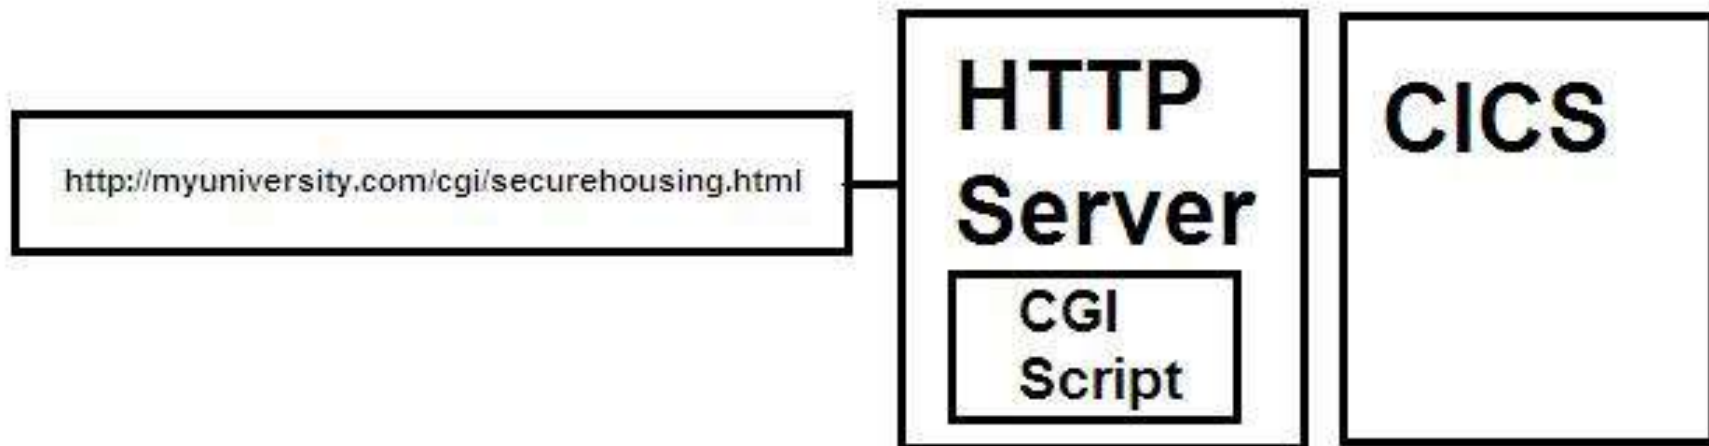 http://myuniversity.com/cgi/securehousing.html
HTTP
Server
CGI
Script
CICS